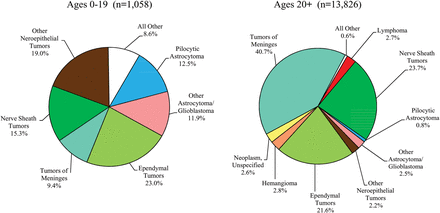 Ages 0-19 (n=1,058)
All Other
8.6%
Pilocytic
Astrocytoma
12.5%
Other
Astrocytoma/
Glioblastoma
11.9%
Ependymal Tumors
23.0%
Tumors of
Meninges
9.4%
Nerve Sheath
Tumors
15.3%
Other
Neroepithelial
Tumors
19.0%
Ages 20+ (n=13,826)
All Other
0.6%
Lymphoma
2.7%
Nerve Sheath
Tumors
23.7%
Pilocytic
Astrocytoma
0.8%
Other
Astrocytoma/
Glioblastoma
2.5%
Other
Neroepithelial
Tumors
2.2%
Ependymal
Tumors
21.6%
Hemangioma
2.8%
Neoplasm,
Unspecified
2.6%
Tumors of Meninges
40.7%